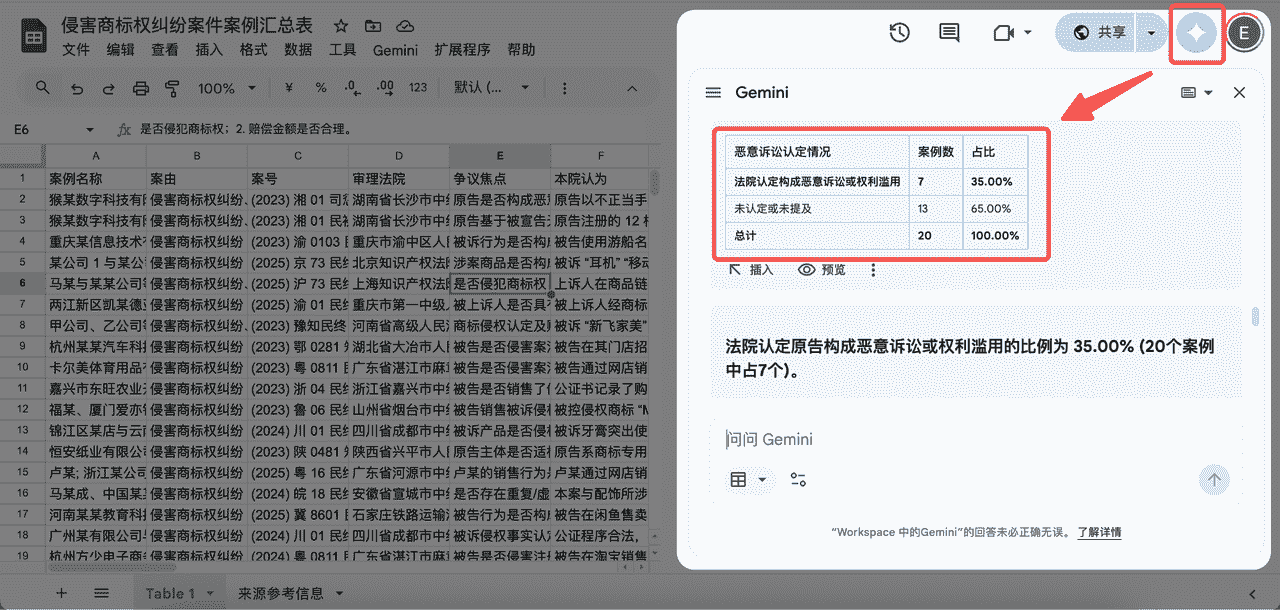 侵害商标权纠纷案件案例汇总表
文件 编辑 查看 插入 格式 数据 工具 Gemini 扩展程序 帮助
100% ¥ % .0 .00 123 默认 (...
E6 fx 是否侵犯商标权；2. 赔偿金额是否合理。
A B C D E F
1 案例名称 案由 案号 审理法院 争议焦点 本院认为
2 猴某数字科技有 侵害商标权纠纷、 (2023) 湘 01 司 湖南省长沙市中 原告是否构成恶 原告以不正当手
3 猴某数字科技有 侵害商标权纠纷、 (2023) 湘 01 民 湖南省长沙市中 原告基于被宣告 原告注册的 12
4 重庆某信息技术 侵害商标权纠纷 (2023) 渝 0103 重庆市渝中区人 被诉行为是否构 被告使用游船名
5 某公司 1 与某公 侵害商标权纠纷 (2025) 京 73 民 北京知识产权法 涉案商品是否构 被诉 “耳机” “移
6 马某与某某公司 侵害商标权纠纷 (2025) 沪 73 民 上海知识产权法 是否侵犯商标权 上诉人在商品链
7 两江新区凯某德 侵害商标权纠纷 (2025) 渝 01 民 重庆市第一中级 被上诉人是否具 被上诉人经商标
8 甲公司、乙公司 侵害商标权纠纷 (2023) 豫知民终 河南省高级人民 商标侵权认定及 被诉 “新飞家美”
9 杭州某某汽车科 侵害商标权纠纷 (2023) 鄂 0281 湖北省大冶市人 被告是否侵害案 被告在其门店招
10 卡尔美体育用品 侵害商标权纠纷 (2023) 粤 0811 广东省湛江市麻 是否侵害案 被告通过网店销
11 嘉兴市东旺农业 侵害商标权纠纷 (2023) 浙 04 民 浙江省嘉兴市中 被告是否销售了 公证书记录了购
12 福某、厦门爱亦 侵害商标权纠纷 (2023) 鲁 06 民 山州省烟台市中 被告销售被诉侵 被控侵权商标
13 锦江区某店与云 侵害商标权纠纷 (2024) 川 01 民 四川省成都市中 被诉产品是否侵 被诉牙膏突出使
14 恒安纸业有限公 侵害商标权纠纷 (2023) 陕 0481 陕西省兴平市人 原告主体是否适 原告系商标专用
15 卢某; 浙江某公 侵害商标权纠纷 (2025) 粤 16 民 广东省河源市中 卢某的销售行为 卢某通过网店销
16 马某成、中国某 侵害商标权纠纷 (2024) 皖 18 民 安徽省宣城市中 是否存在重复/虚 本案与配饰所涉
17 河南某某教育科 侵害商标权纠纷 (2025) 冀 8601 石家庄铁路运输 被告行为是否构 被告在闲鱼售卖
18 广州某有限公司 侵害商标权纠纷 (2024) 川 01 民 四川省成都市中 被诉侵权事实认 公证程序合法，
19 杭州方少电子商 侵害商标权纠纷 (2024) 粤 0811 广东省湛江市麻 被告是否侵害注 被告在淘宝销售
Table 1 来源参考信息
共享 E
Gemini
恶意诉讼认定情况 案例数 占比
法院认定构成恶意诉讼或权利滥用 7 35.00%
未认定或未提及 13 65.00%
总计 20 100.00%
插入 预览
法院认定原告构成恶意诉讼或权利滥用的比例为 35.00% (20个案例
中占7个)。
问问 Gemini
“Workspace 中的Gemini”的回答未必正确无误。 了解详情